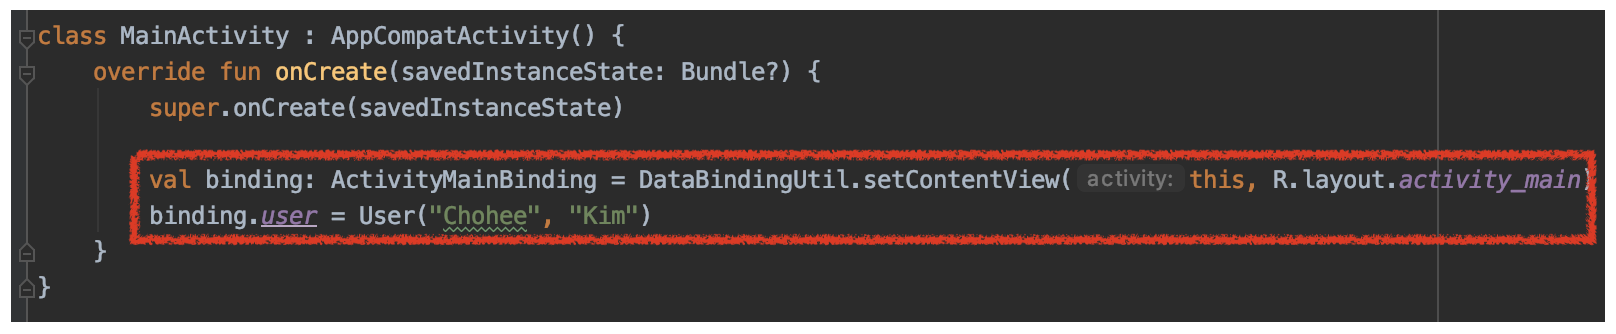 class MainActivity : AppCompatActivity() {
override fun onCreate(savedInstanceState: Bundle?) {
super.onCreate(savedInstanceState)
val binding: ActivityMainBinding = DataBindingUtil.setContentView( activity: this, R.layout.activity_main)
binding.user = User("Chohee", "Kim")
}
}